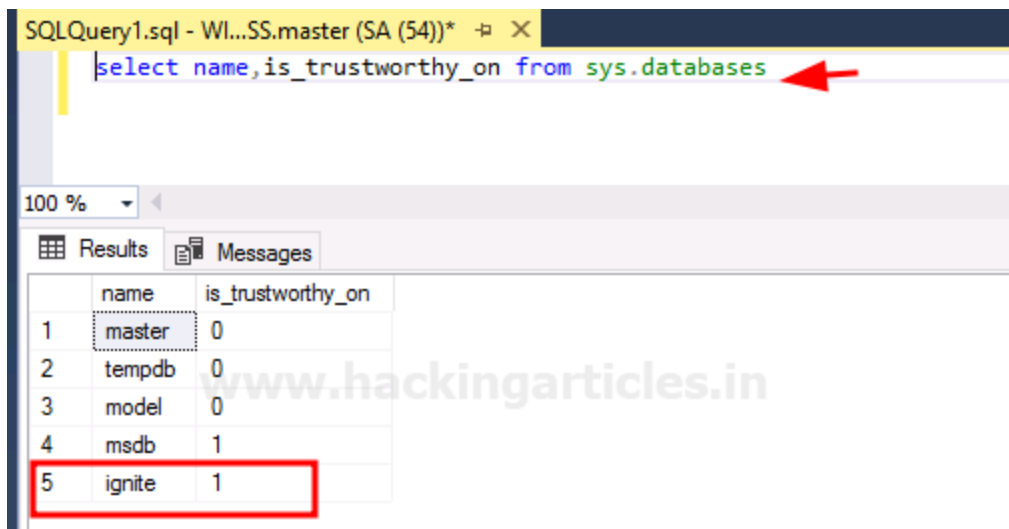 SQLQuery1.sql - WI...SS.master (SA (54))*
select name,is_trustworthy_on from sys.databases
100 %
Results Messages
name is_trustworthy_on
1 master 0
2 tempdb 0
www.hackingarticles.in
3 model 0
4 msdb 1
5 ignite 1